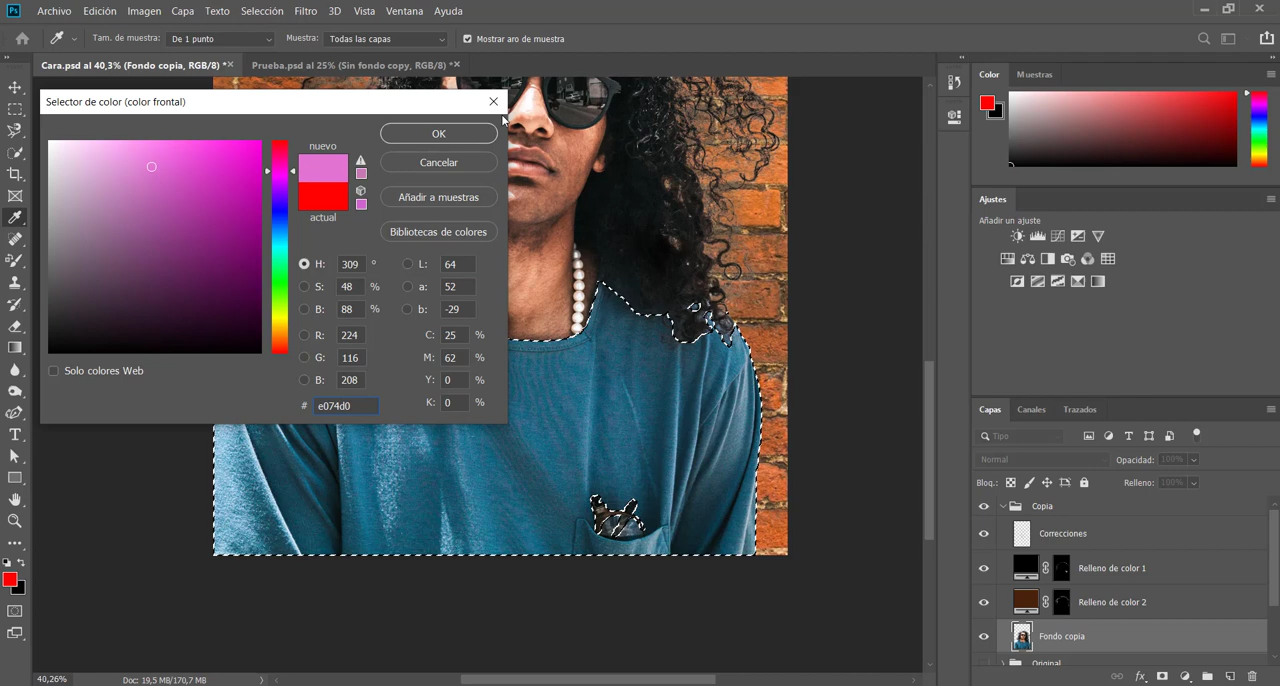 Ps Archivo Edición Imagen Capa Texto Selección Filtro 3D Vista Ventana Ayuda
Tam. de muestra: De 1 punto Muestra: Todas las capas Mostrar aro de muestra
Cara.psd al 40,3% (Fondo copia, RGB/8) * Prueba.psd al 25% (Sin fondo copy, RGB/8) *
Selector de color (color frontal)
nuevo
actual
OK
Cancelar
Añadir a muestras
Bibliotecas de colores
H: 309 °
S: 48 %
B: 88 %
R: 224
G: 116
B: 208
# e074d0
L: 64
a: 52
b: -29
C: 25 %
M: 62 %
Y: 0 %
K: 0 %
Solo colores Web
Color Muestras
Ajustes
Añadir un ajuste
Capas Canales Trazados
Tipo
Normal Opacidad: 100%
Bloq.: Relleno: 100%
Copia
Correcciones
Relleno de color 1
Relleno de color 2
Fondo copia
Original
40,26% Doc: 19,5 MB/170,7 MB